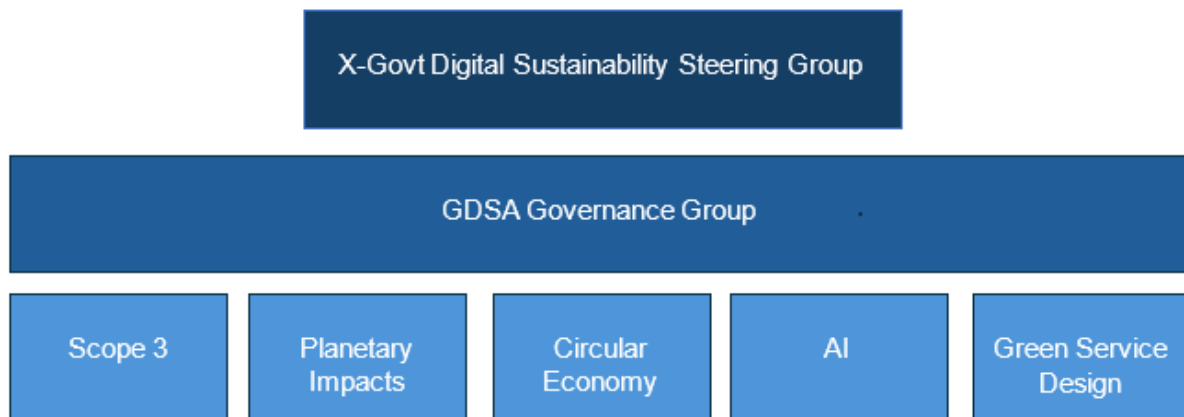 X-Govt Digital Sustainability Steering Group
GDSA Governance Group
Scope 3
Planetary
Impacts
Circular
Economy
AI
Green Service
Design